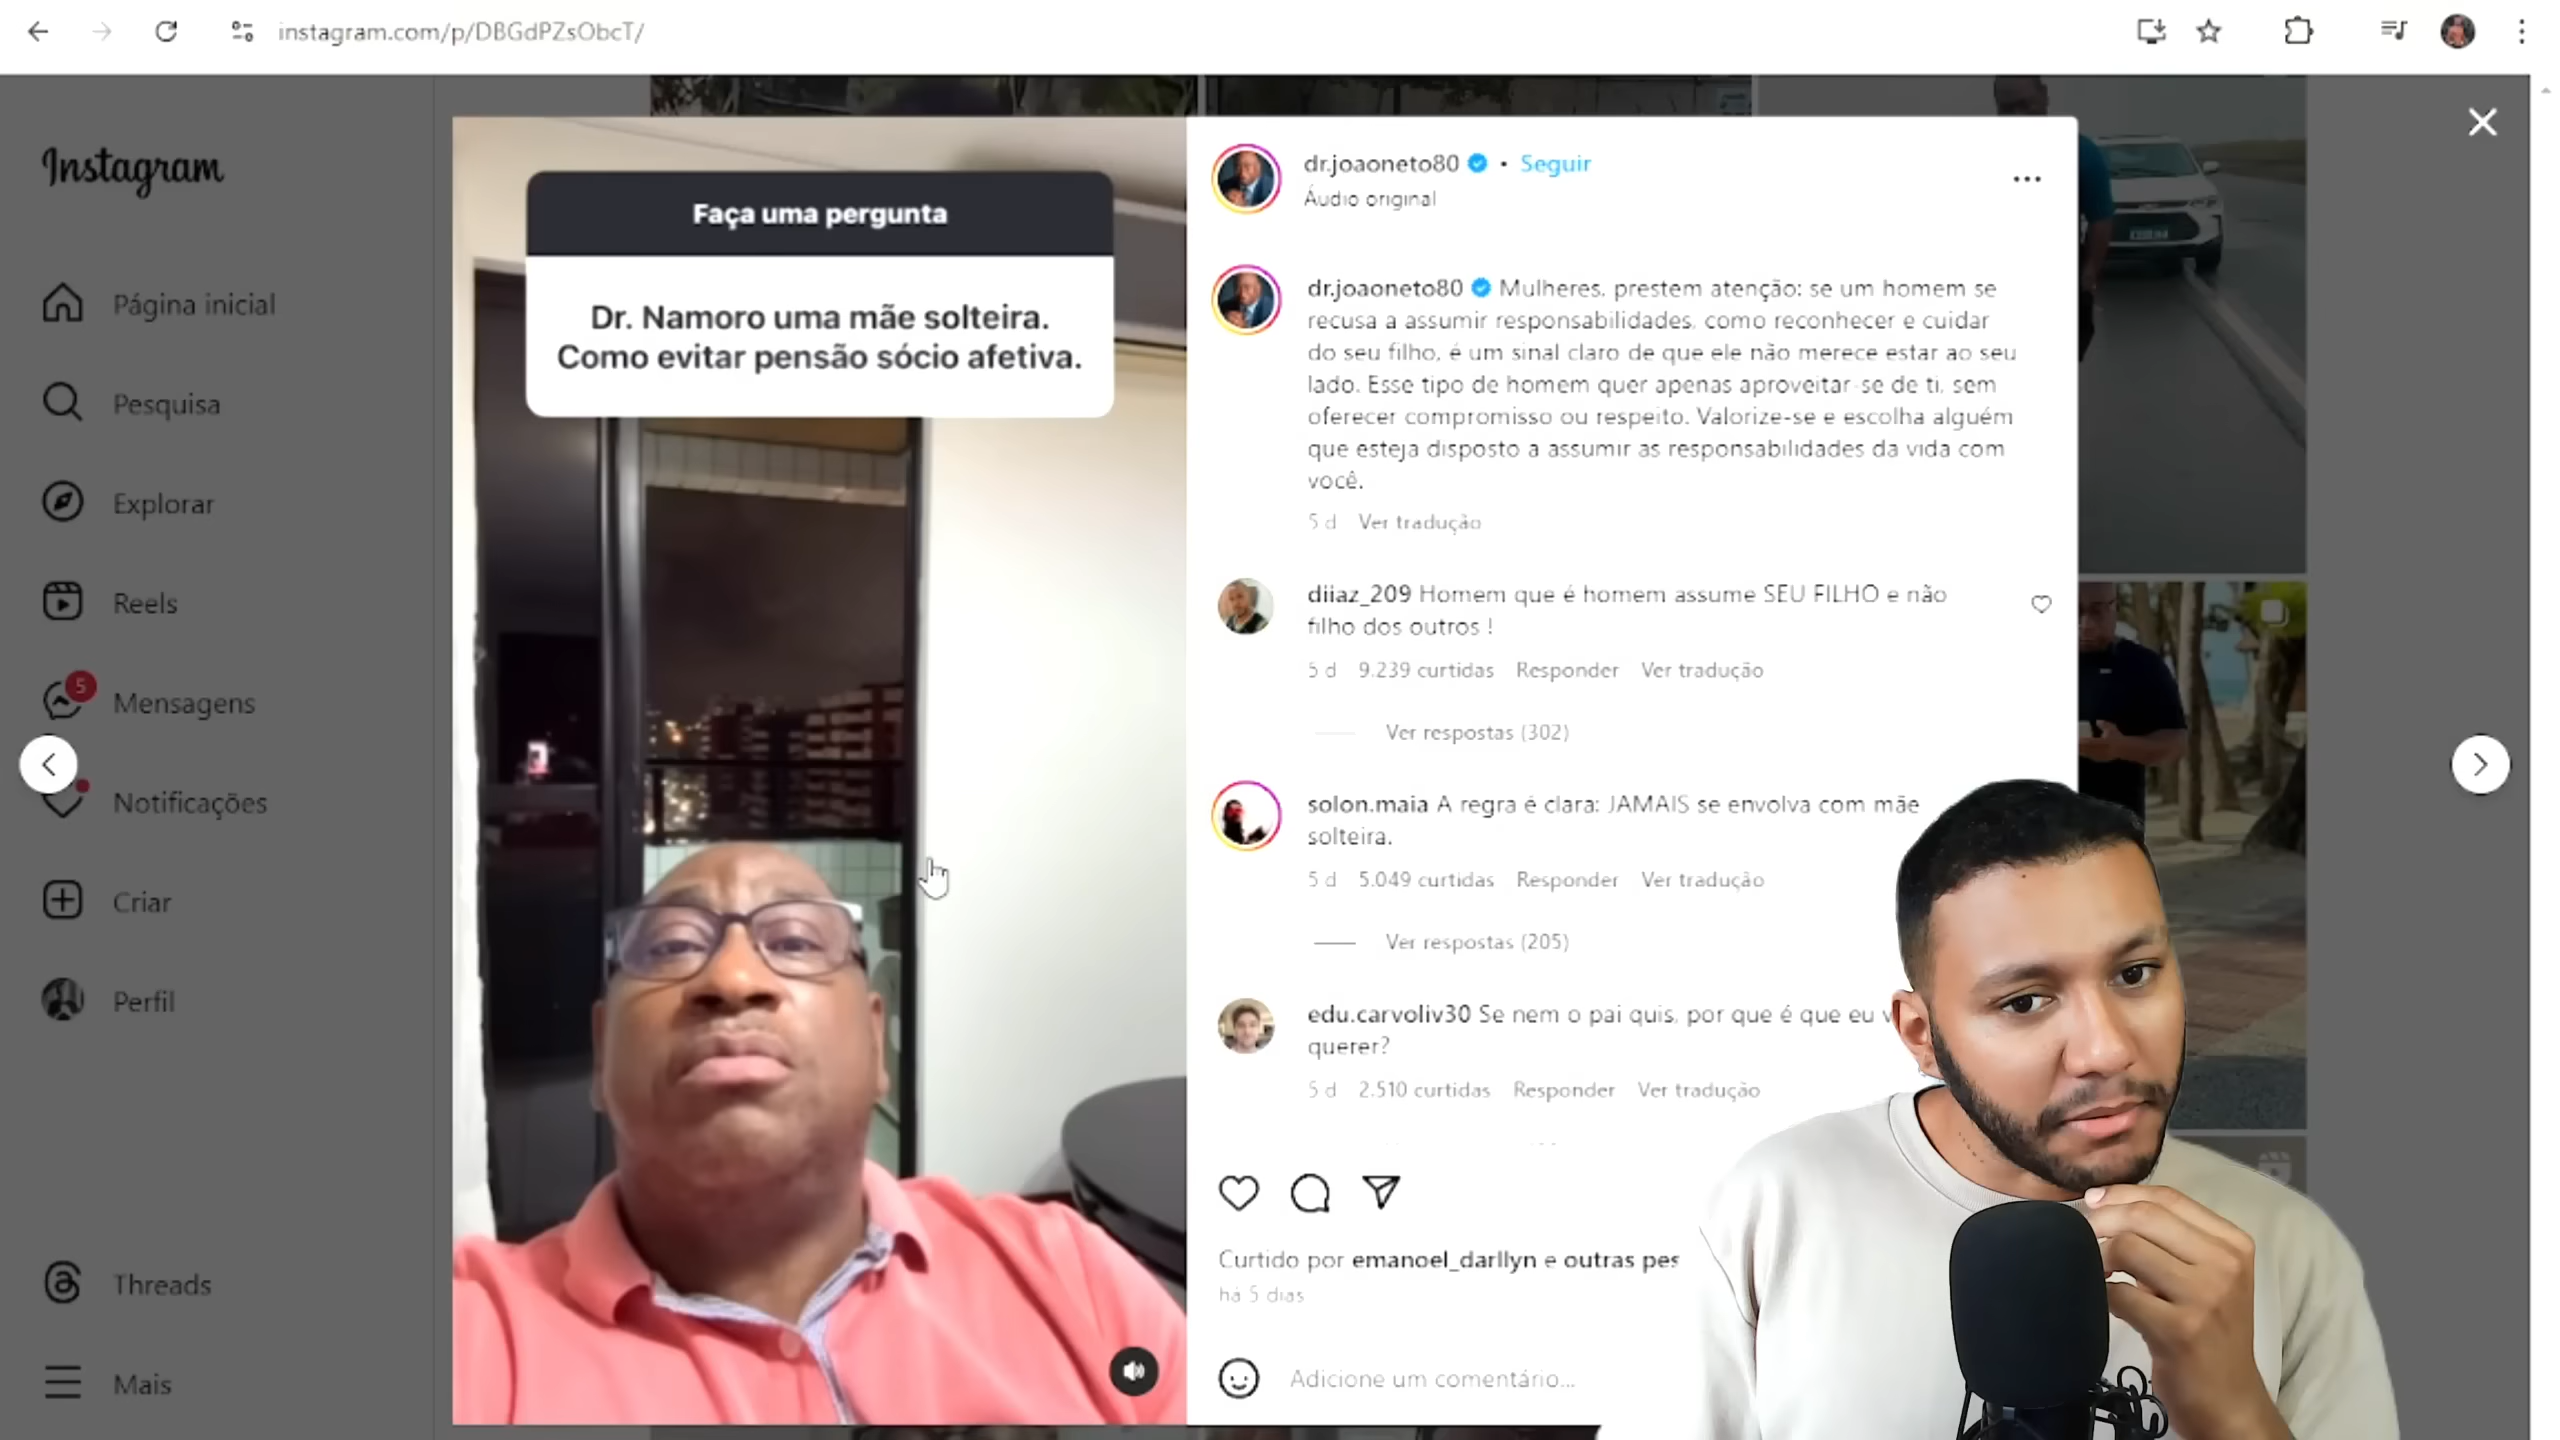 instagram.com/p/DBGdPZsObcT/
Instagram
Página inicial
Pesquisa
Explorar
Reels
5
Mensagens
Notificações
Criar
Perfil
Threads
Mais
Faça uma pergunta
Dr. Namoro uma mãe solteira.
Como evitar pensão sócio afetiva.
dr.joaoneto80 • Seguir
Áudio original
dr.joaoneto80 Mulheres, prestem atenção: se um homem se
recusa a assumir responsabilidades, como reconhecer e cuidar
do seu filho, é um sinal claro de que ele não merece estar ao seu
lado. Esse tipo de homem quer apenas aproveitar-se de ti, sem
oferecer compromisso ou respeito. Valorize-se e escolha alguém
que esteja disposto a assumir as responsabilidades da vida com
você.
5 d Ver tradução
diiaz_209 Homem que é homem assume SEU FILHO e não
filho dos outros !
5 d 9.239 curtidas Responder Ver tradução
Ver respostas (302)
solon.maia A regra é clara: JAMAIS se envolva com mãe
solteira.
5 d 5.049 curtidas Responder Ver tradução
Ver respostas (205)
edu.carvoliv30 Se nem o pai quis, por que é que eu
querer?
5 d 2.510 curtidas Responder Ver tradução
Curtido por emanoel_darllyn e outras pes
há 5 dias
Adicione um comentário...